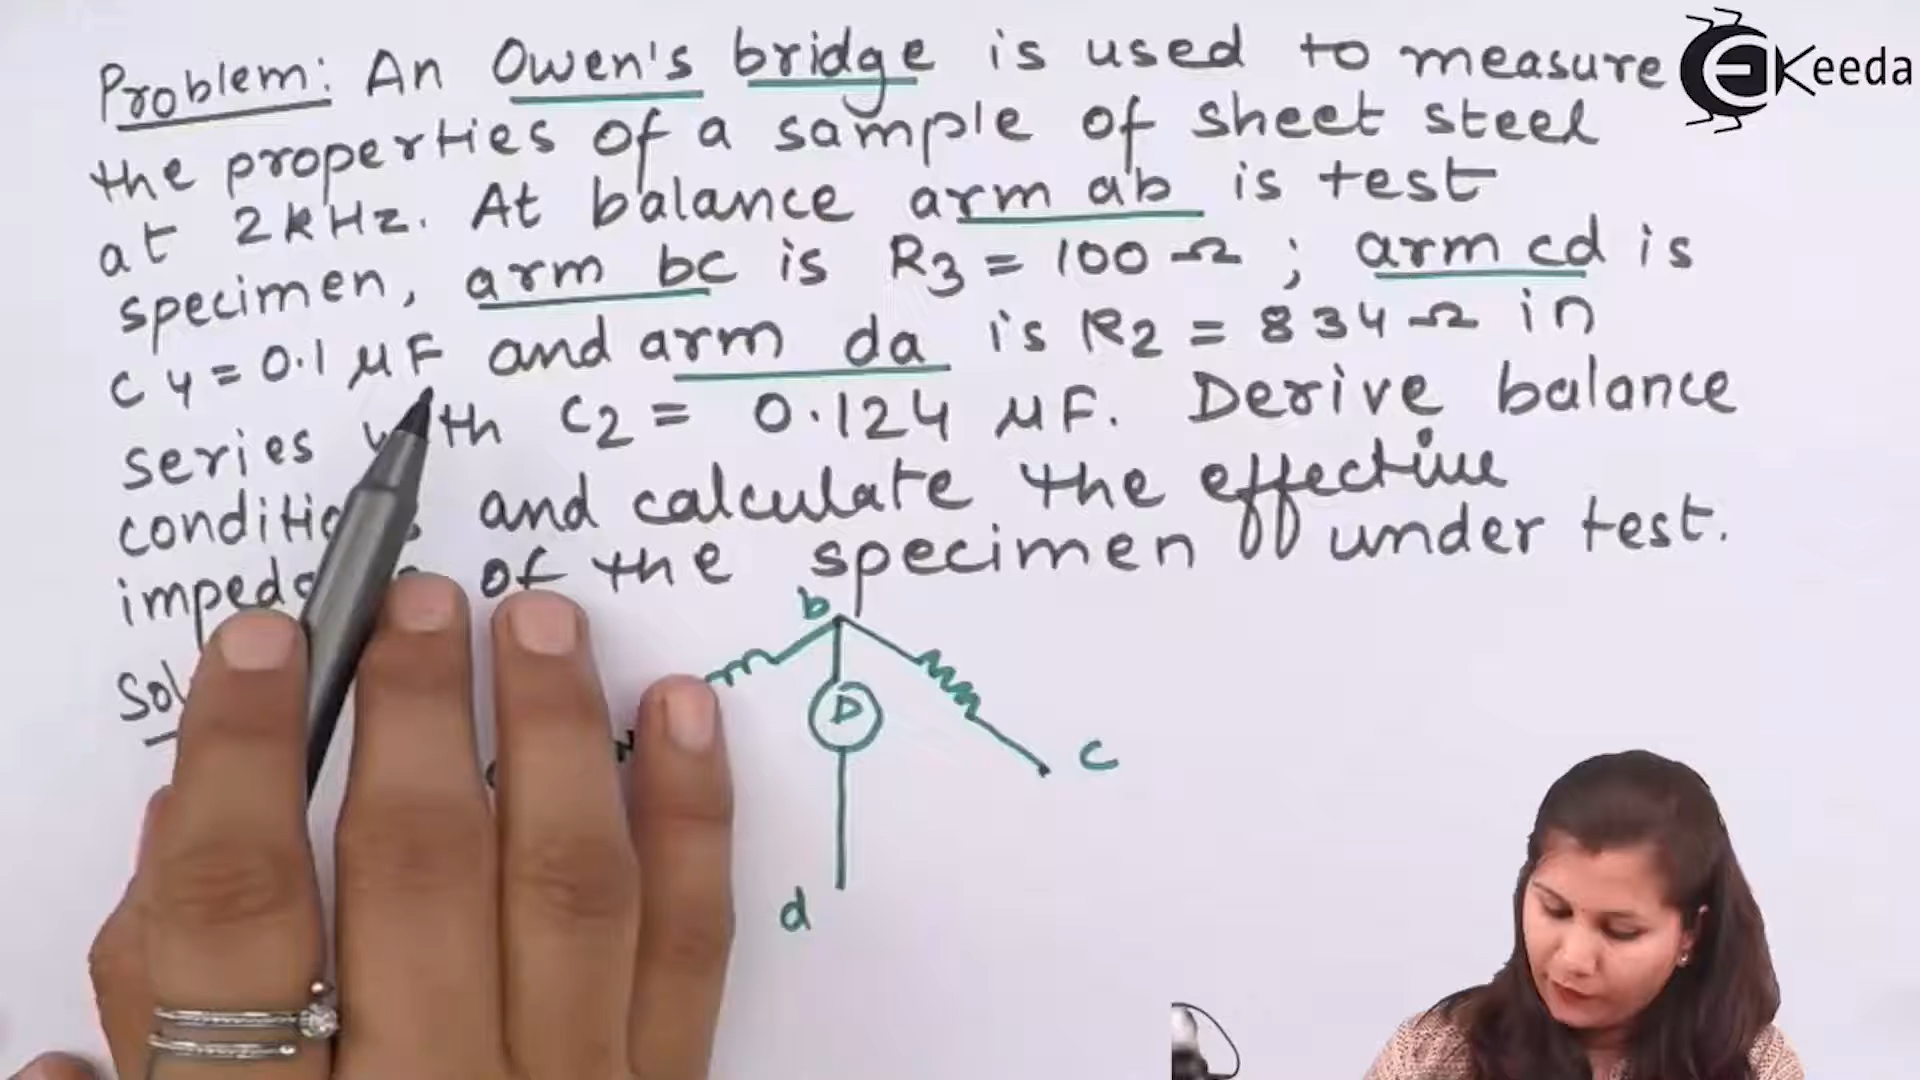 Problem: An Owen's bridge is used to measure
the properties of a sample of sheet steel
at 2kHz. At balance arm ab is test
specimen, arm bc is R3 = 100 Ω ; arm cd is
C4 = 0.1 μF and arm da is R2 = 834 Ω in
series with C2 = 0.124 μF. Derive balance
and calculate the effective
of the specimen under test.
b
D
c
d
EKeeda